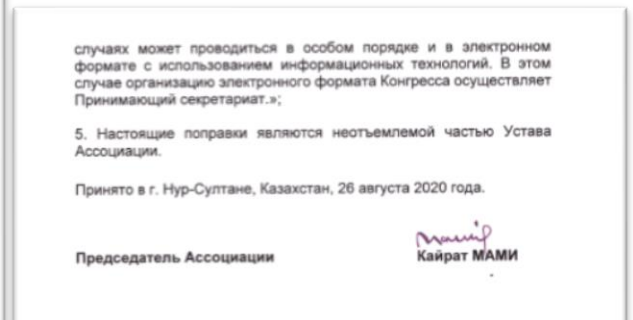 случаях может проводиться в особом порядке и в электронном
формате с использованием информационных технологий. В этом
случае организацию электронного формата Конгресса осуществляет
Принимающий секретариат.»;
5. Настоящие поправки являются неотъемлемой частью Устава
Ассоциации.
Принято в г. Нур-Султане, Казахстан, 26 августа 2020 года.
Председатель Ассоциации
Кайрат МАМИ